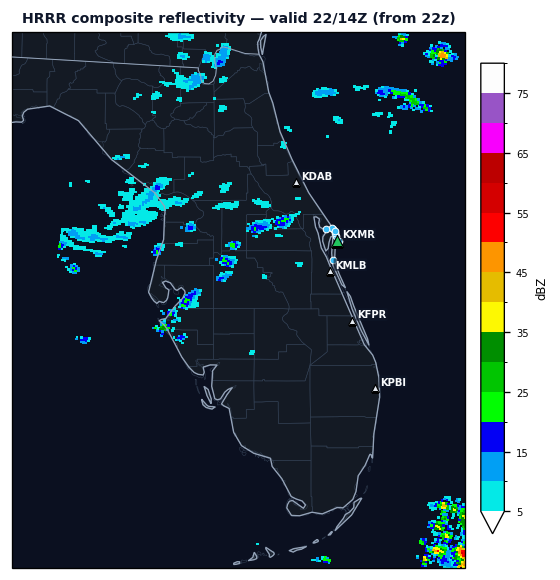 HRRR composite reflectivity — valid 22/14Z (from 22z)
KDAB
KXMR
KMLB
KFPR
KPBI
75
65
55
45
35
25
15
5
dBZ